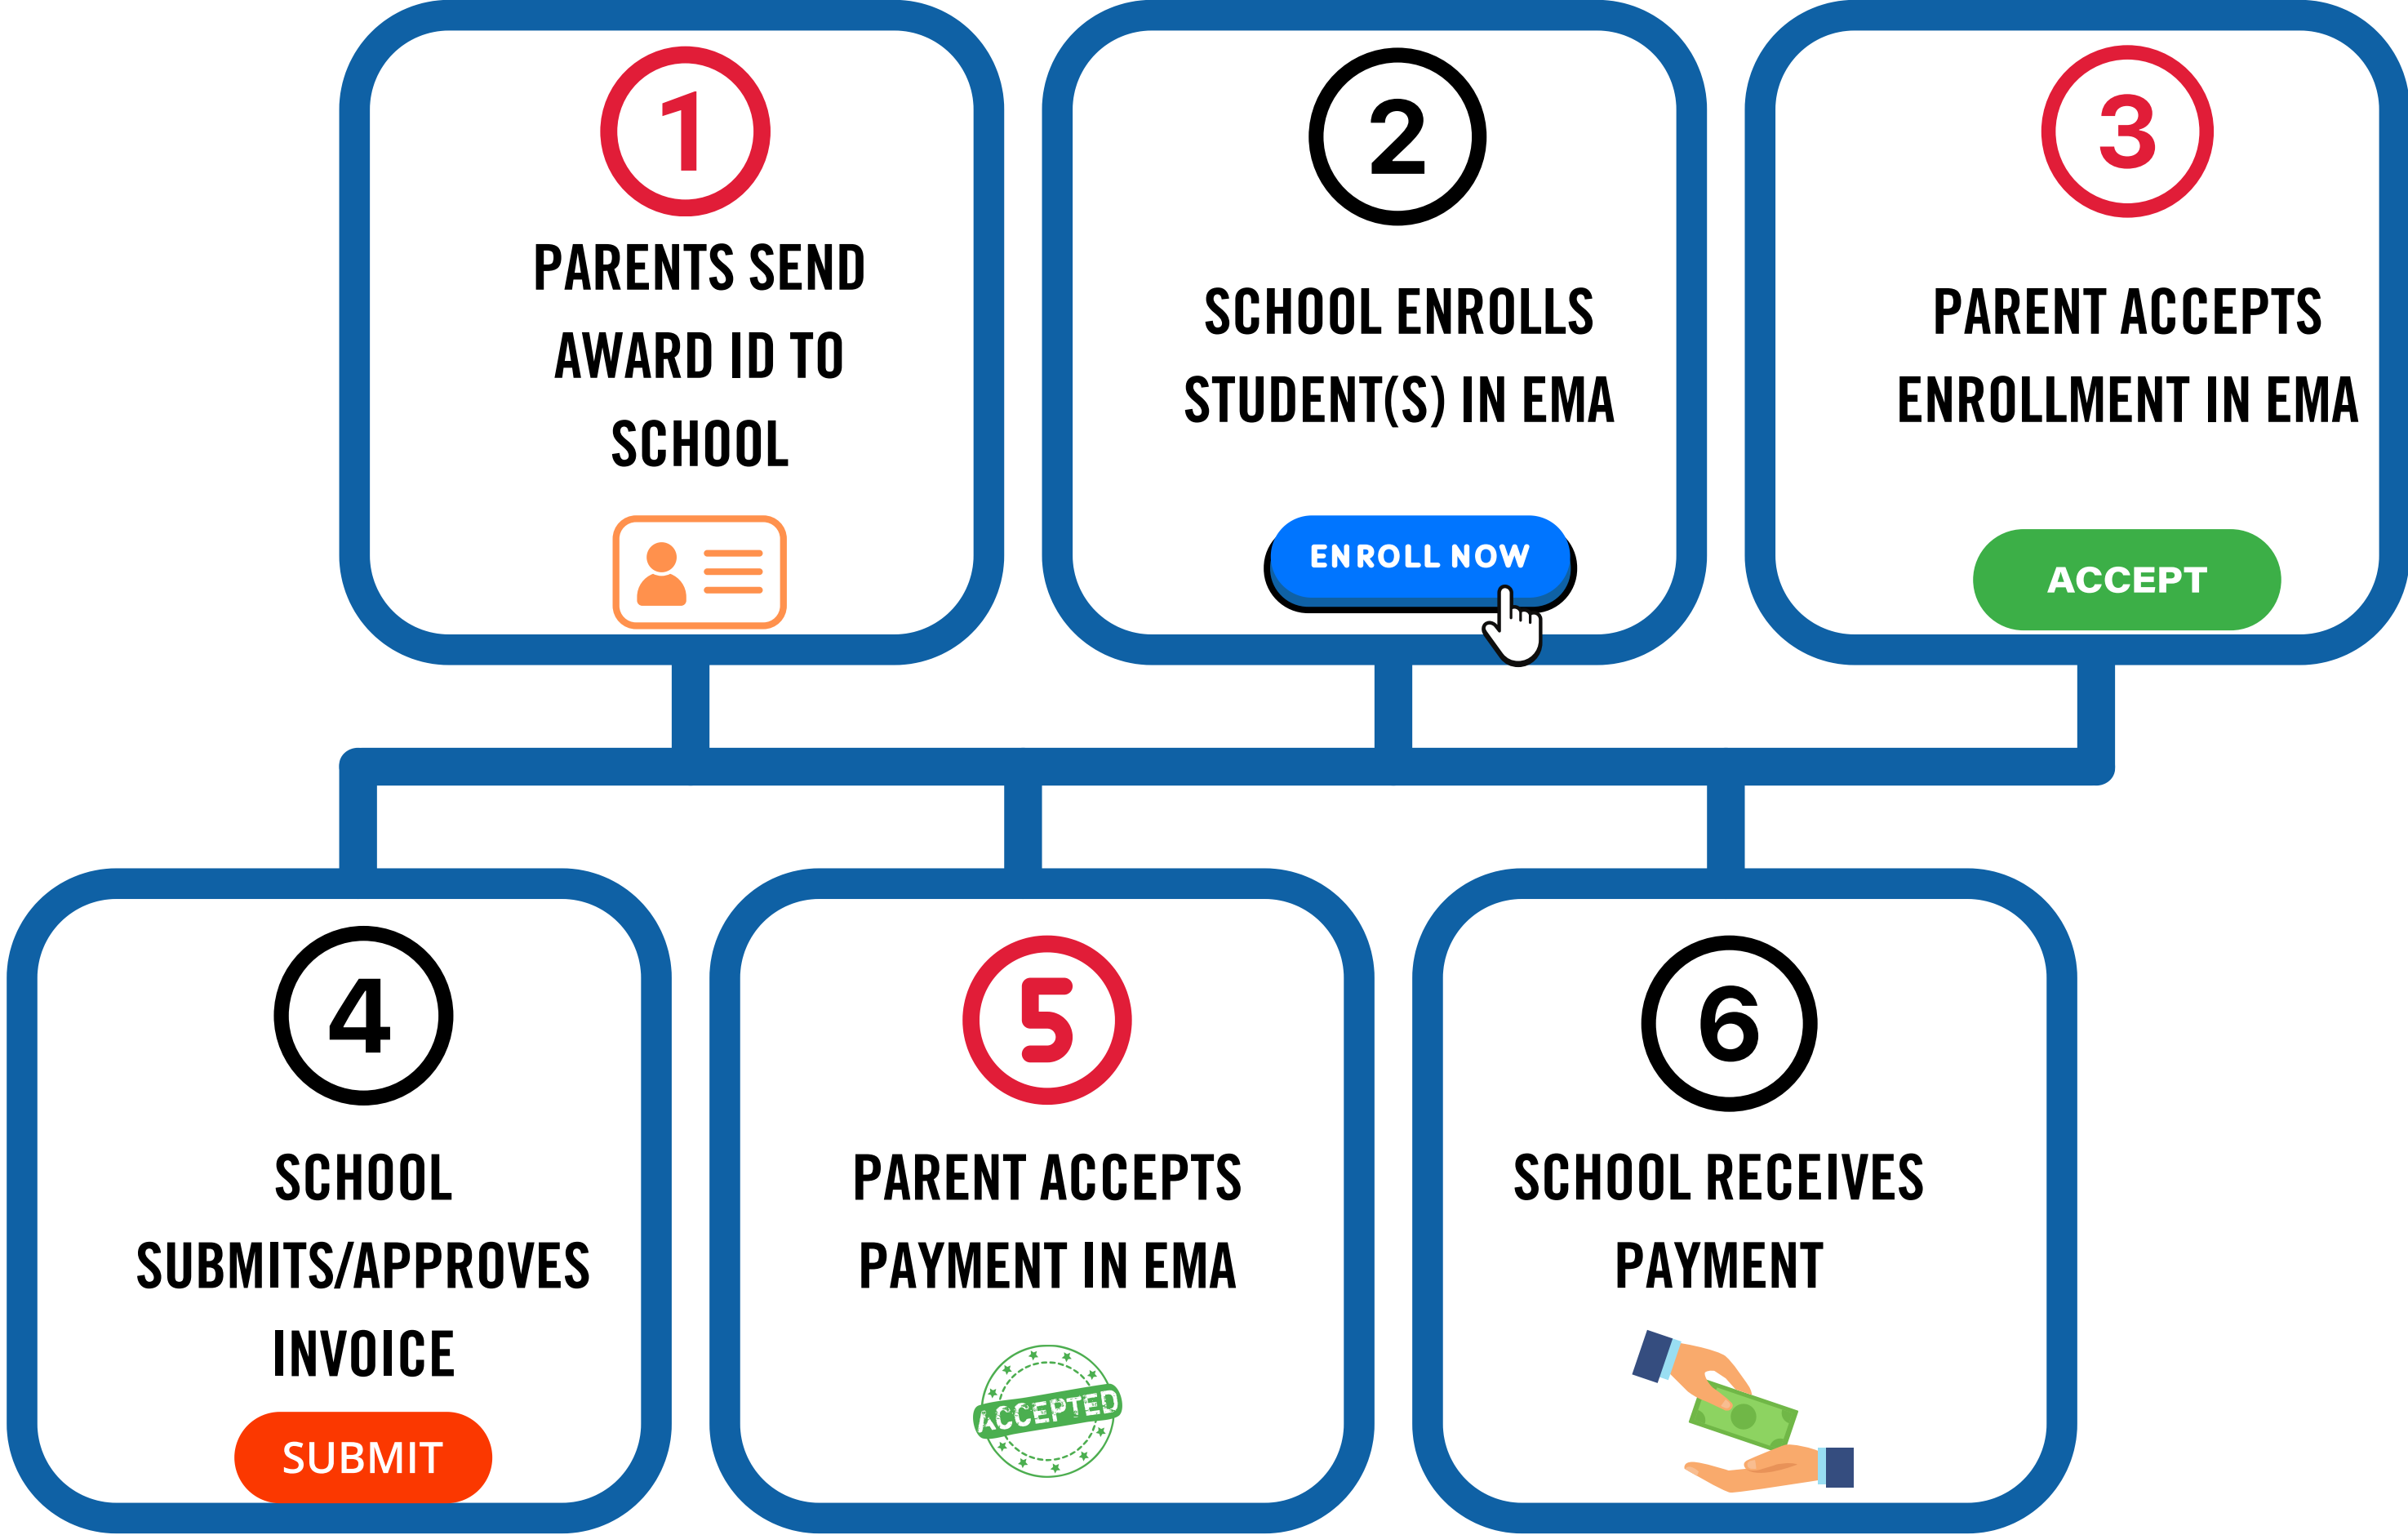 1
PARENTS SEND
AWARD ID TO
SCHOOL
2
SCHOOL ENROLLS
STUDENT(S) IN EMA
ENROLL NOW
3
PARENT ACCEPTS
ENROLLMENT IN EMA
ACCEPT
4
SCHOOL
SUBMITS/APPROVES
INVOICE
SUBMIT
5
PARENT ACCEPTS
PAYMENT IN EMA
ACCEPTED
6
SCHOOL RECEIVES
PAYMENT